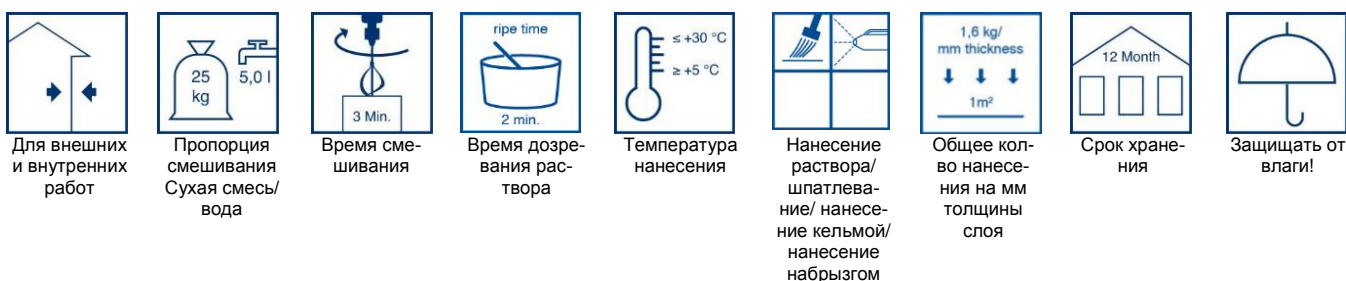 25
kg
5,0 l
3 Min.
ripe time
2 min.
≤ +30 °C
≥ +5 °C
1,6 kg/
mm thickness
1m²
12 Month
Для внешних
и внутренних
работ
Пропорция
смешивания
Сухая смесь/
вода
Время сме-
шивания
Время дозре-
вания рас-
твора
Температура
нанесения
Нанесение
раствора/
шпатлева-
ние/ нанесе-
ние кельмой/
нанесение
набрызгом
Общее кол-
во нанесе-
ния на мм
толщины
слоя
Срок хране-
ния
Защищать от
влаги!